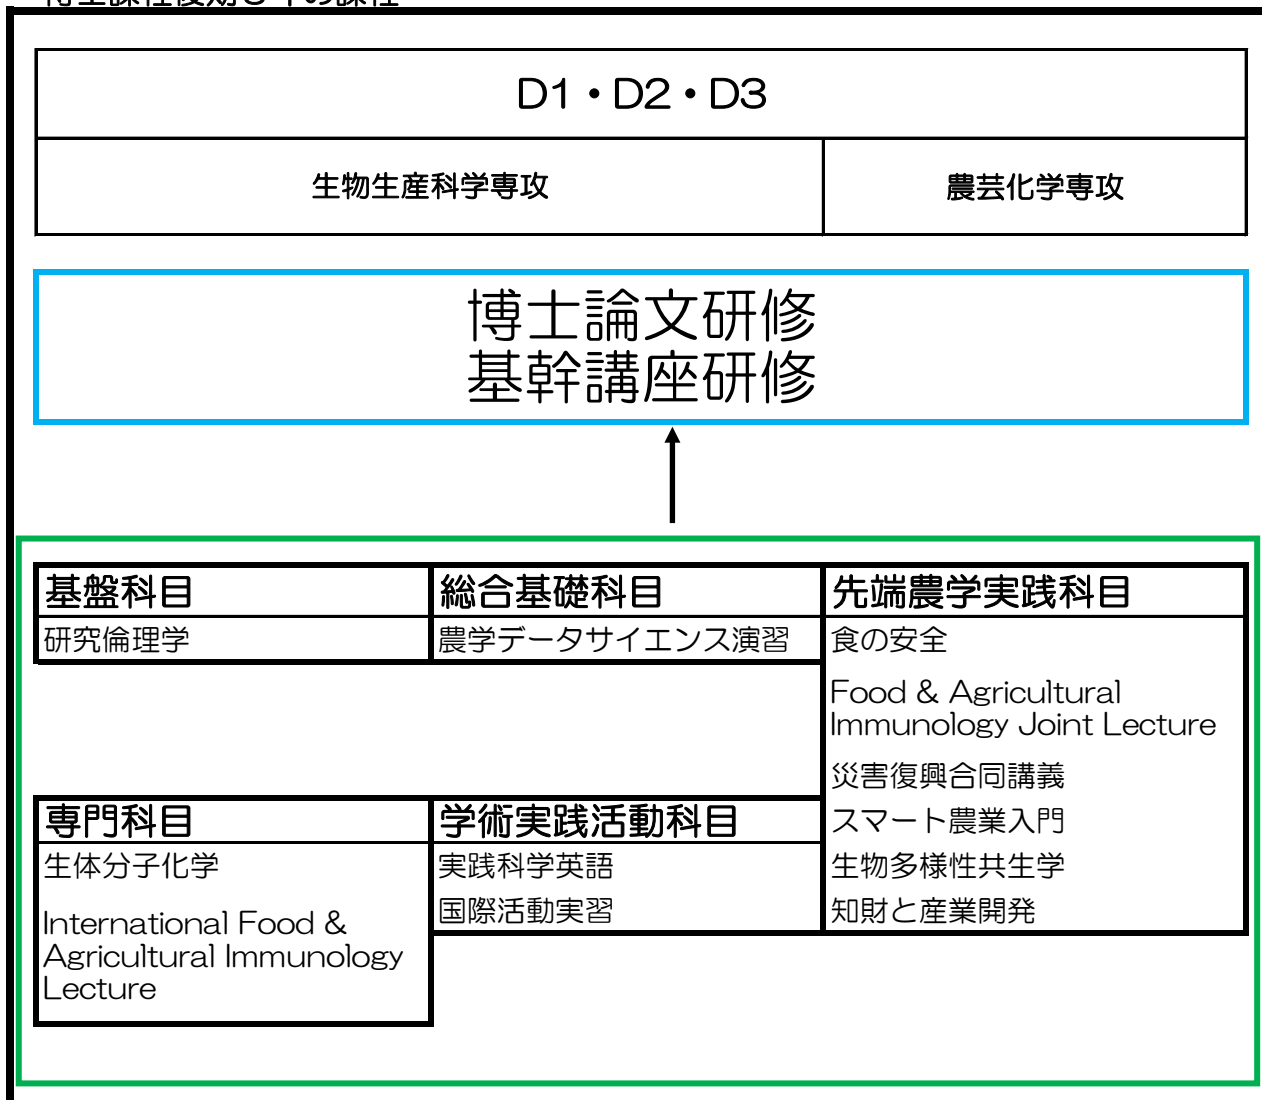 D1・D2・D3
生物生産科学専攻
農芸化学専攻
博士論文研修
基幹講座研修
基盤科目
研究倫理学
総合基礎科目
農学データサイエンス演習
先端農学実践科目
食の安全
Food & Agricultural
Immunology Joint Lecture
災害復興合同講義
スマート農業入門
生物多様性共生学
知財と産業開発
専門科目
生体分子化学
International Food &
Agricultural Immunology
Lecture
学術実践活動科目
実践科学英語
国際活動実習